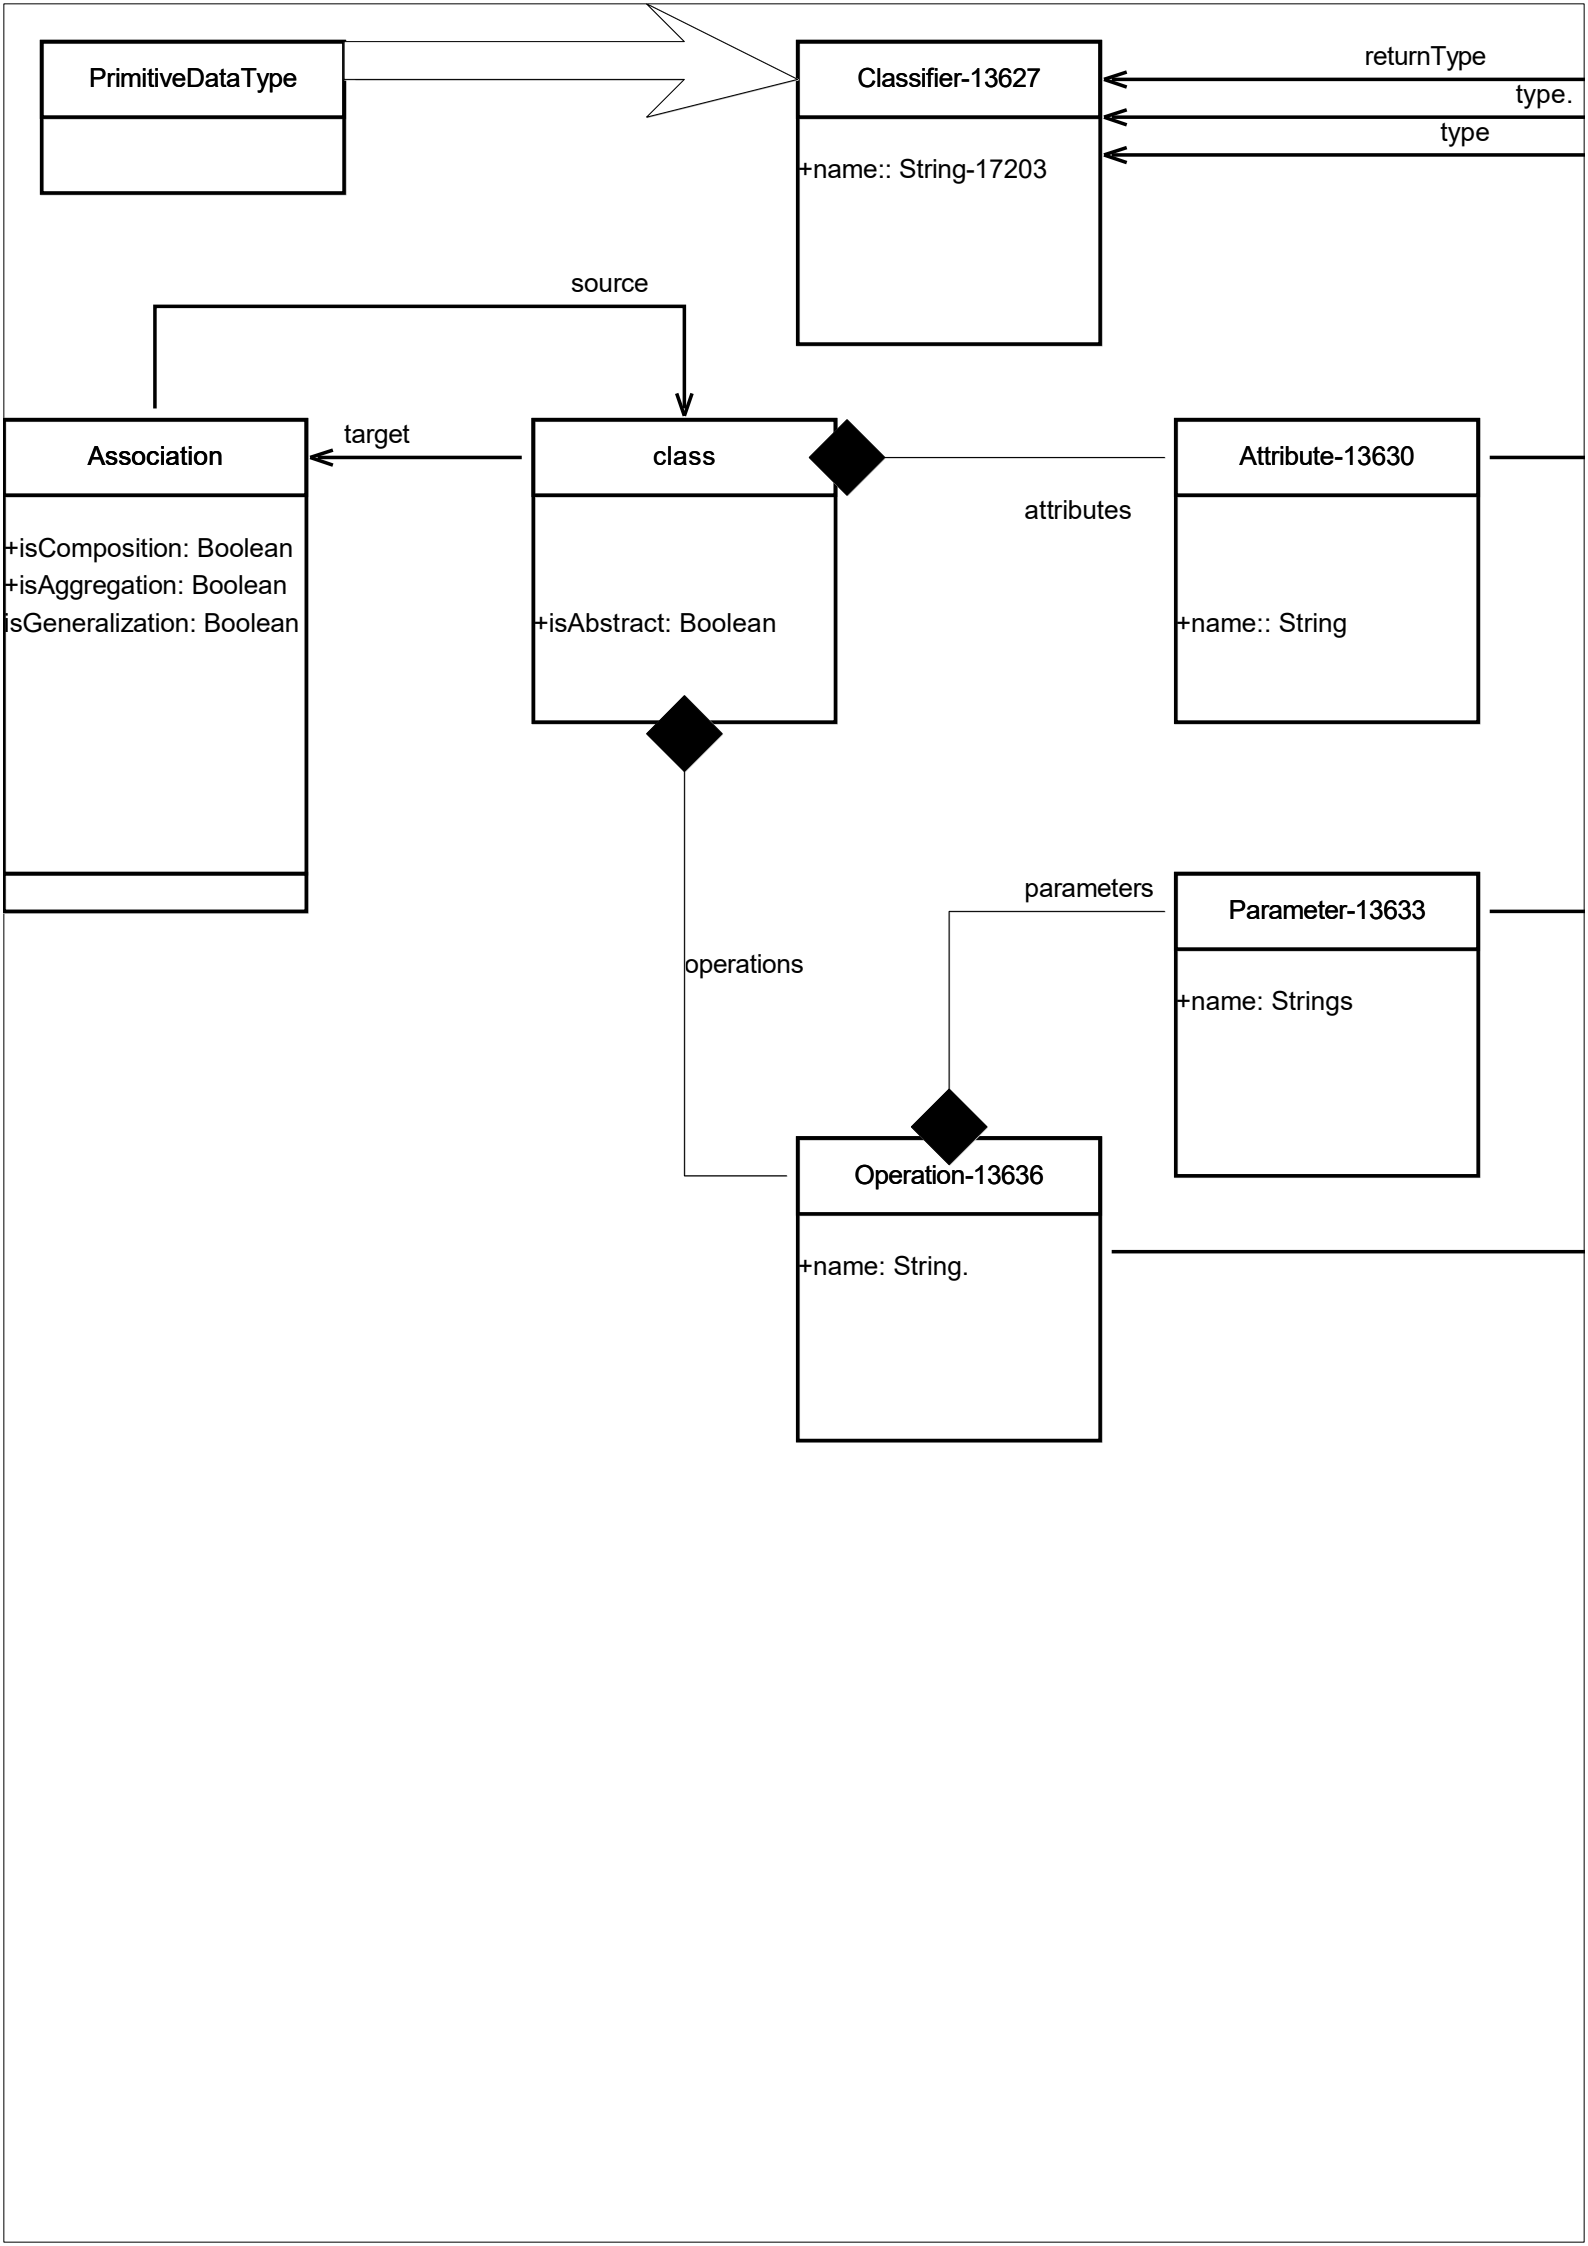 PrimitiveDataType
Classifier-13627
returnType
type.
type
+name:: String-17203
source
Association
target
class
Attribute-13630
attributes
+isComposition: Boolean
+isAggregation: Boolean
isGeneralization: Boolean
+isAbstract: Boolean
+name:: String
parameters
Parameter-13633
operations
+name: Strings
Operation-13636
+name: String.